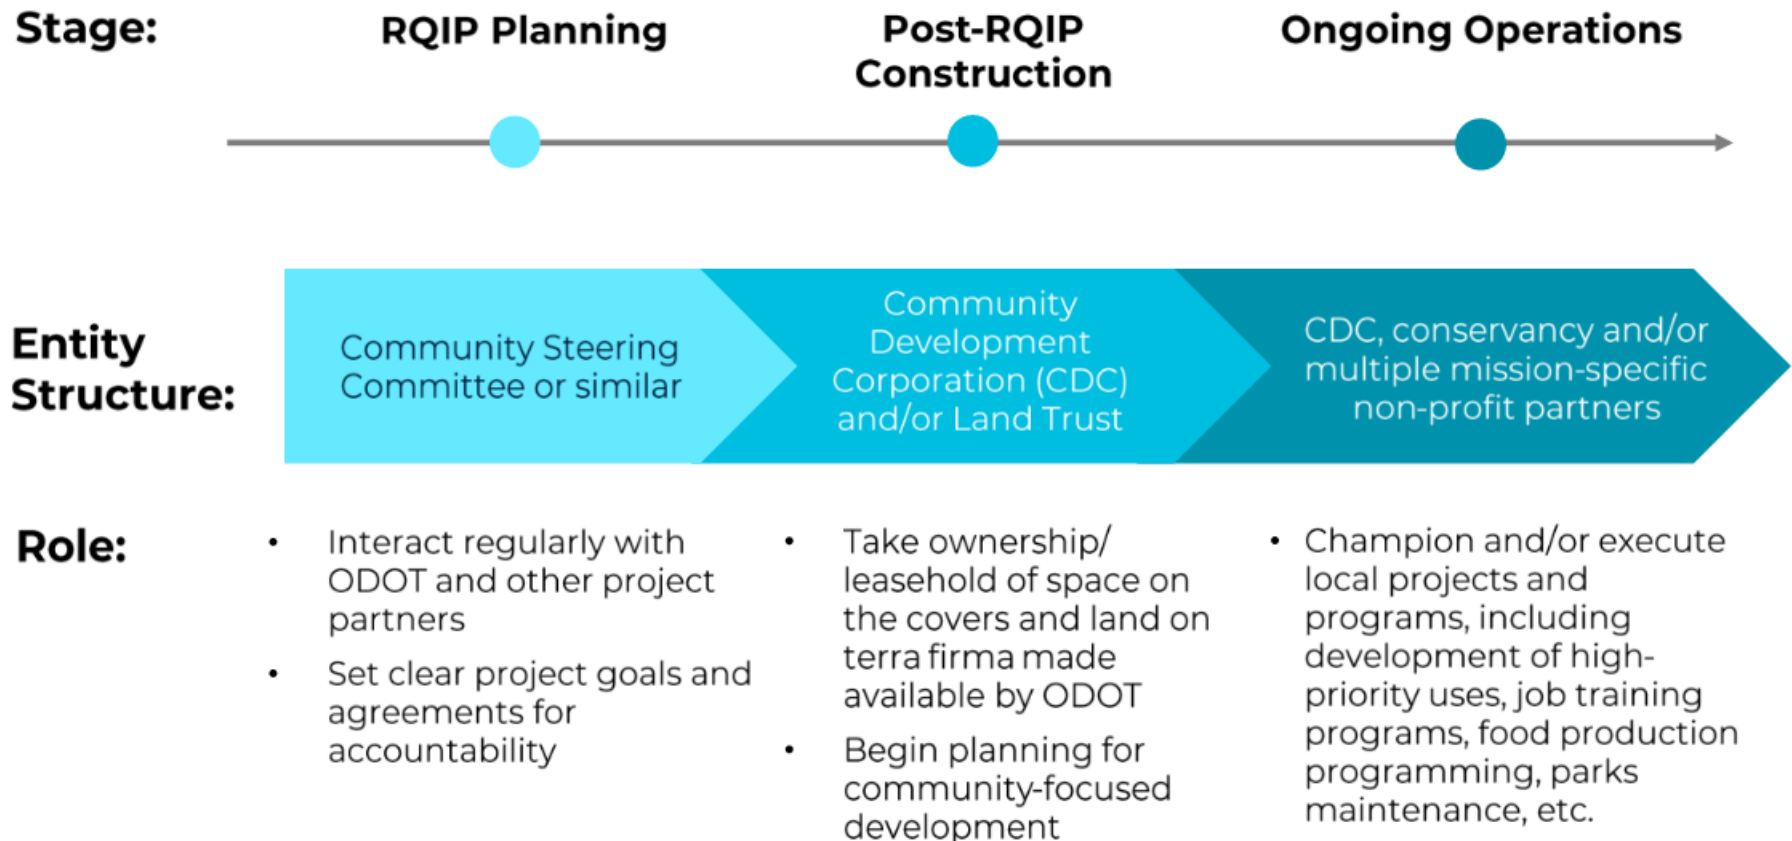 Stage:
RQIP Planning
Post-RQIP
Construction
Ongoing Operations
Entity
Structure:
Community Steering
Committee or similar
Community
Development
Corporation (CDC)
and/or Land Trust
CDC, conservancy and/or
multiple mission-specific
non-profit partners
Role:
• Interact regularly with
ODOT and other project
partners
• Set clear project goals and
agreements for
accountability
• Take ownership/
leasehold of space on
the covers and land on
terra firma made
available by ODOT
• Begin planning for
community-focused
development
• Champion and/or execute
local projects and
programs, including
development of high-
priority uses, job training
programs, food production
programming, parks
maintenance, etc.